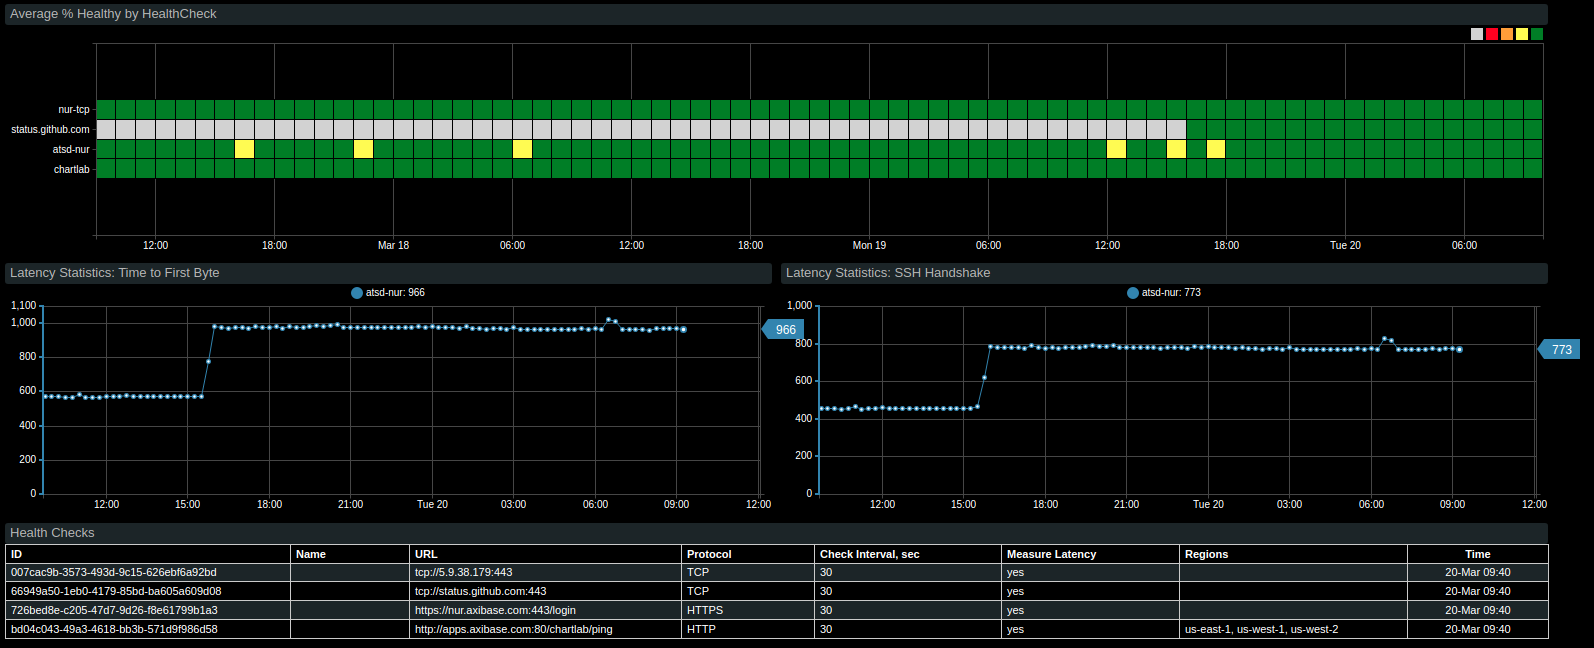 Average % Healthy by HealthCheck
nur-tcp
status.github.com
atsd-nur
chartlab
12:00 18:00 Mar 18 06:00 12:00 18:00 Mon 19 06:00 12:00 18:00 Tue 20 06:00
Latency Statistics: Time to First Byte
atsd-nur: 966
1,100
1,000
800
600
400
200
0
966
12:00 15:00 18:00 21:00 Tue 20 03:00 06:00 09:00 12:00
Latency Statistics: SSH Handshake
atsd-nur: 773
1,000
800
600
400
200
0
773
12:00 15:00 18:00 21:00 Tue 20 03:00 06:00 09:00 12:00
Health Checks
ID Name URL Protocol Check Interval, sec Measure Latency Regions Time
007cac9b-3573-493d-9c15-626ebf6a92bd tcp://5.9.38.179:443 TCP 30 yes 20-Mar 09:40
66949a50-1eb0-4179-85bd-ba605a609d08 tcp://status.github.com:443 TCP 30 yes 20-Mar 09:40
726bed8e-c205-47d7-9d26-f8e61799b1a3 https://nur.axibase.com:443/login HTTPS 30 yes 20-Mar 09:40
bd04c043-49a3-4618-bb3b-571d9f986d58 http://apps.axibase.com:80/chartlab/ping HTTP 30 yes us-east-1, us-west-1, us-west-2 20-Mar 09:40